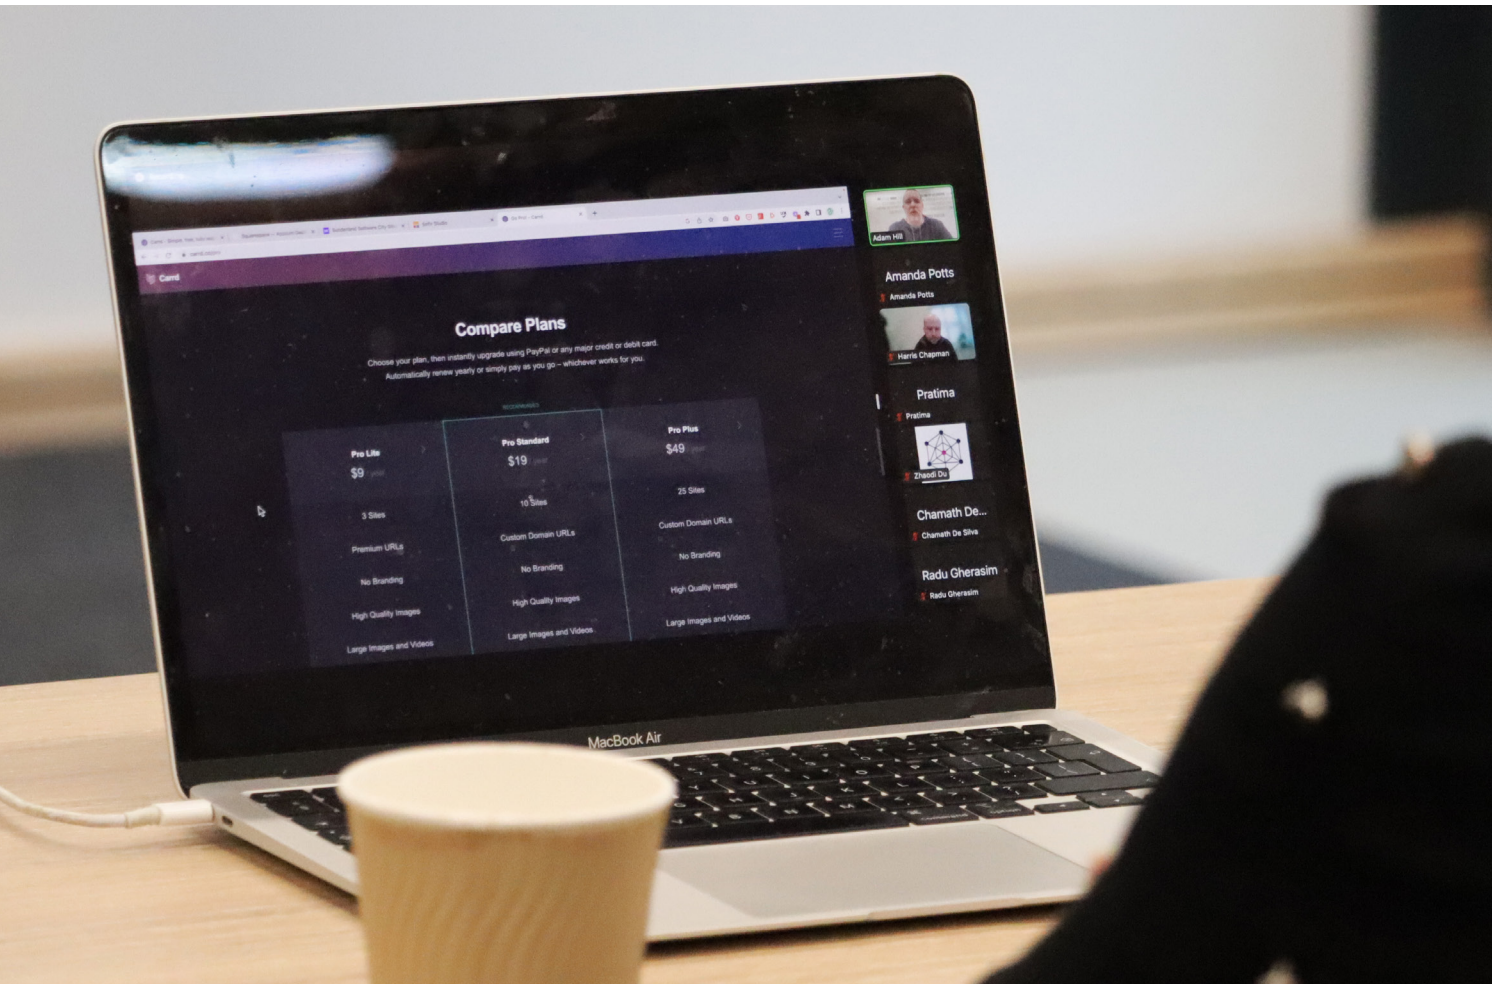 Carrd
Compare Plans
Choose your plan, then instantly upgrade using PayPal or any major credit or debit card.
Automatically renew yearly or simply pay as you go – whichever works for you.
Pro Lite
$9
3 Sites
Premium URLs
No Branding
High Quality Images
Large Images and Videos
Pro Standard
$19
10 Sites
Custom Domain URLs
No Branding
High Quality Images
Large Images and Videos
Pro Plus
$49
25 Sites
Custom Domain URLs
No Branding
High Quality Images
Large Images and Videos
Adam Hill
Amanda Potts
Amanda Potts
Harris Chapman
Pratima
Pratima
Zhaodi Du
Chamath De...
Chamath De Silva
Radu Gherasim
Radu Gherasim
MacBook Air